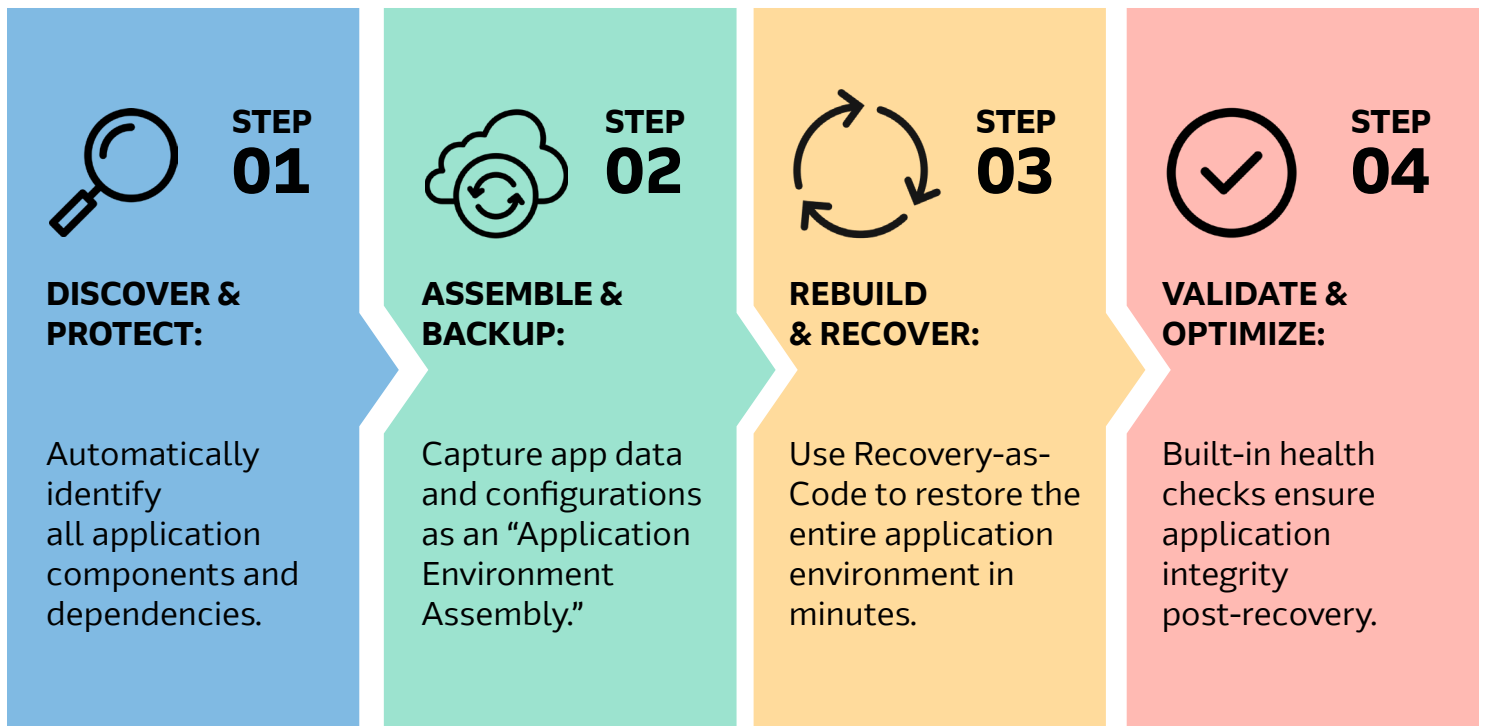 STEP
01
DISCOVER &
PROTECT:
Automatically
identify
all application
components and
dependencies.
STEP
02
ASSEMBLE &
BACKUP:
Capture app data
and configurations
as an “Application
Environment
Assembly.”
STEP
03
REBUILD
& RECOVER:
Use Recovery-as-
Code to restore the
entire application
environment in
minutes.
STEP
04
VALIDATE &
OPTIMIZE:
Built-in health
checks ensure
application
integrity
post-recovery.